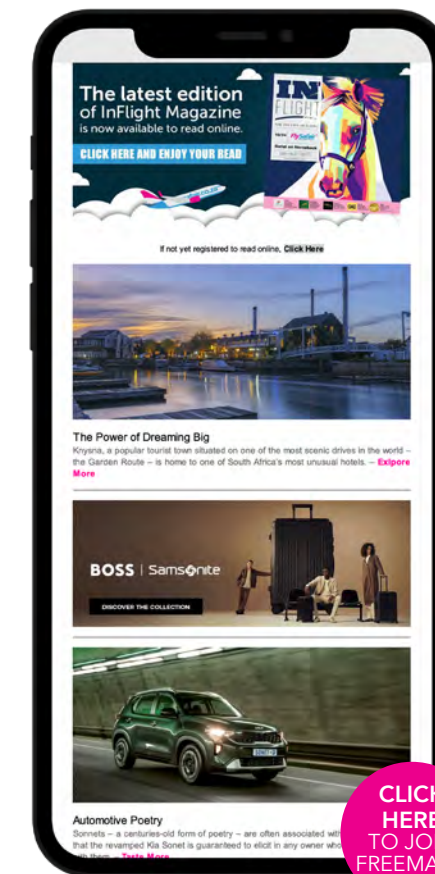 The latest edition
of InFlight Magazine
is now available to read online.
CLICK HERE AND ENJOY YOUR READ
IN
FLIGHT
FlySafair
If not yet registered to read online, Click Here
The Power of Dreaming Big
Knysna, a popular tourist town situated on one of the most scenic drives in the world –
the Garden Route – is home to one of South Africa's most unusual hotels. – Exlpore
More
BOSS | Samsonite
DISCOVER THE COLLECTION
Automotive Poetry
Sonnets – a centuries-old form of poetry – are often associated
that the revamped Kia Sonet is guaranteed to elicit in any owner who
with them. – Taste More
CLICK
HERE
TO JO
FREEMA